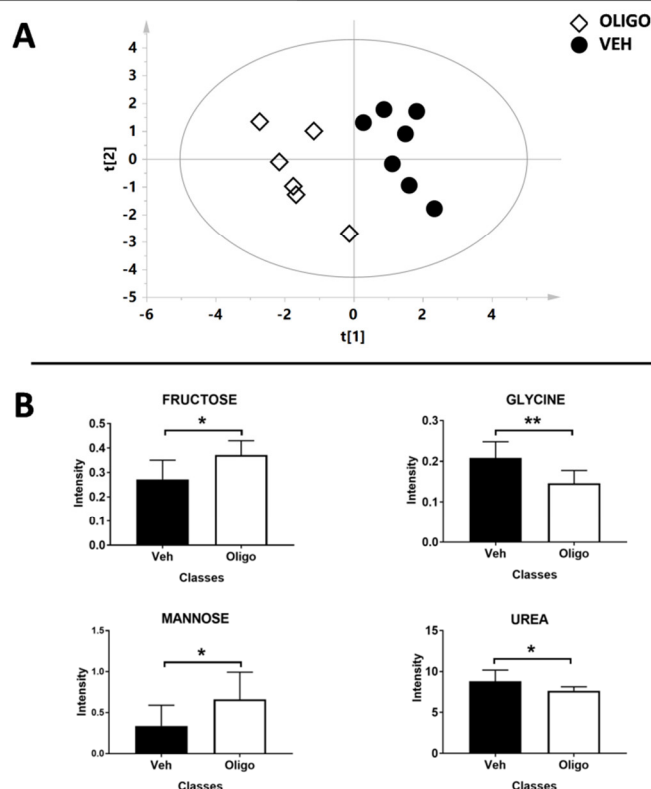 A
OLIGO
VEH
4
3
2
1
0
-1
-2
-3
-4
-5
t[2]
-6 -4 -2 0 2 4
t[1]
B
FRUCTOSE
*
0.5
0.4
0.3
0.2
0.1
0.0
Intensity
Veh Oligo
Classes
GLYCINE
**
0.3
0.2
0.1
0.0
Intensity
Veh Oligo
Classes
MANNOSE
*
1.5
1.0
0.5
0.0
Intensity
Veh Oligo
Classes
UREA
*
15
10
5
0
Intensity
Veh Oligo
Classes